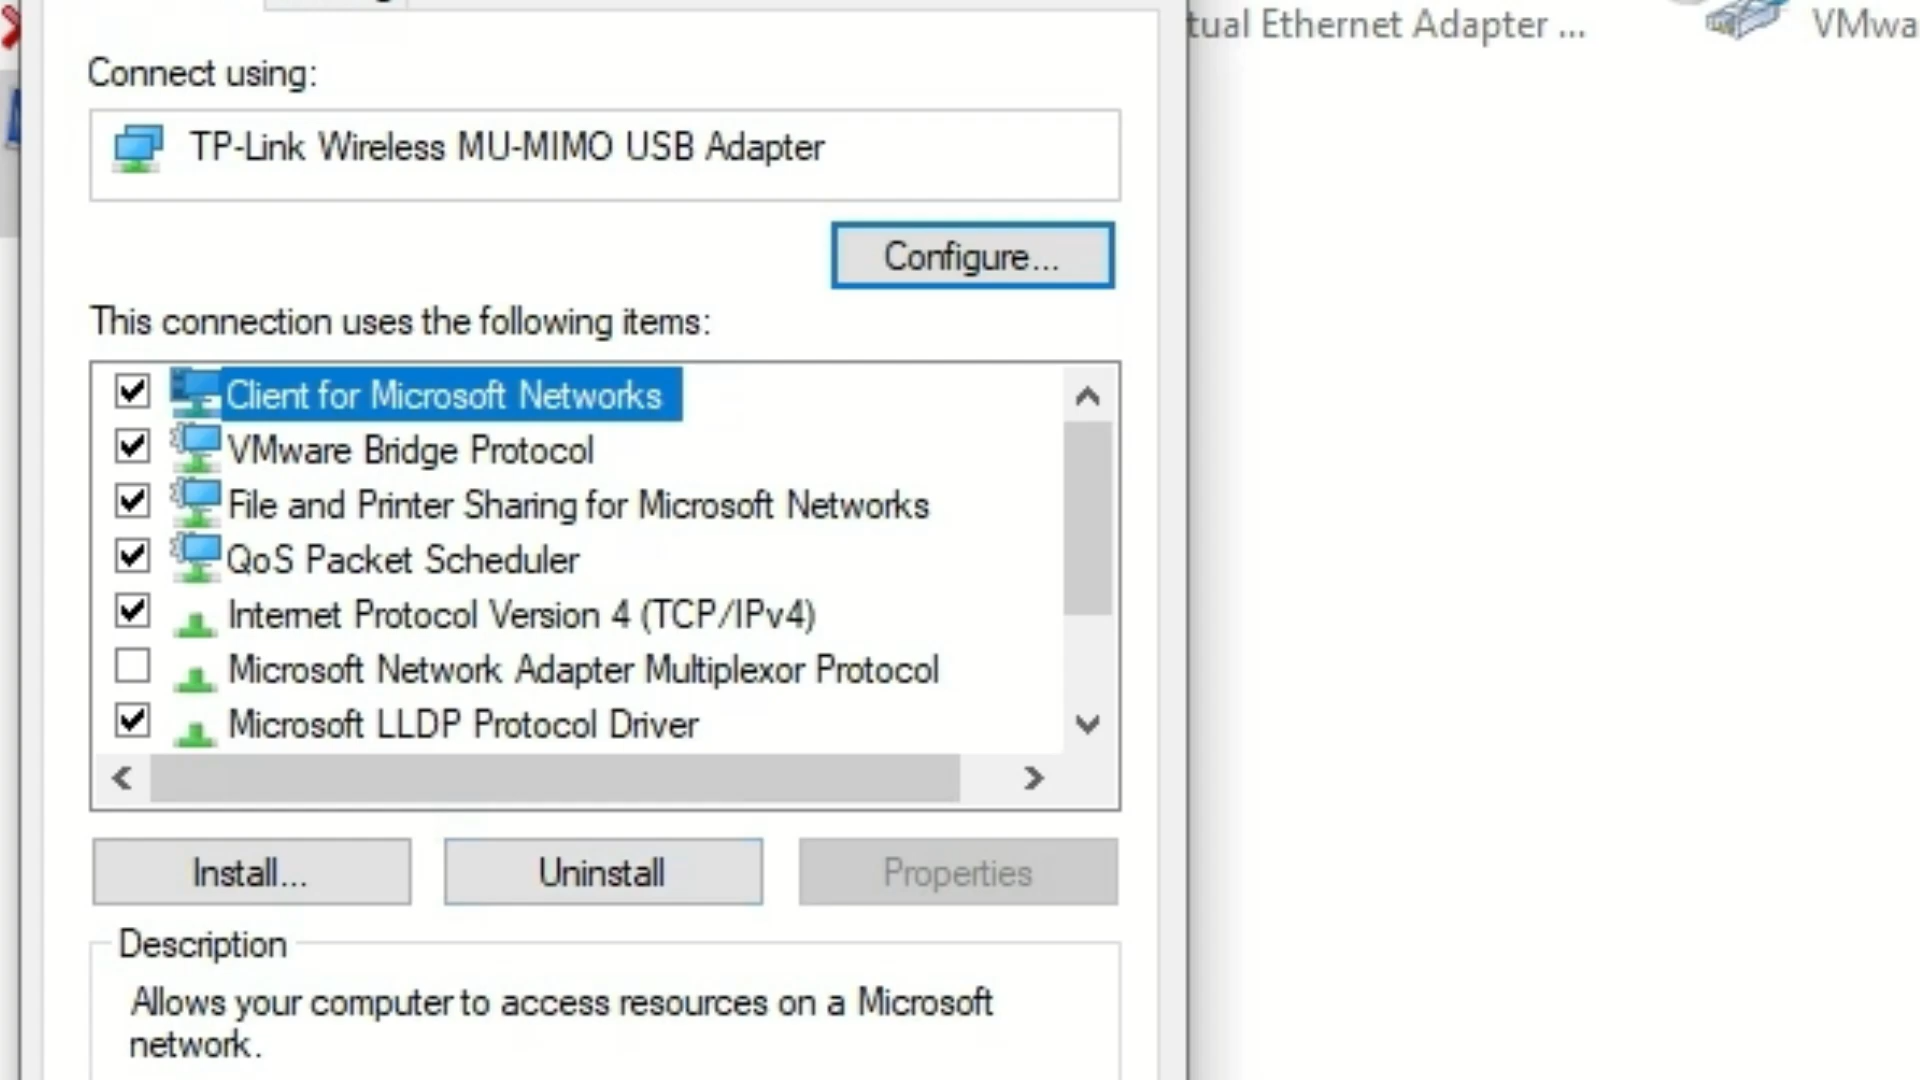 tual Ethernet Adapter ...
VMwa
Connect using:
TP-Link Wireless MU-MIMO USB Adapter
Configure...
This connection uses the following items:
Client for Microsoft Networks
VMware Bridge Protocol
File and Printer Sharing for Microsoft Networks
QoS Packet Scheduler
Internet Protocol Version 4 (TCP/IPv4)
Microsoft Network Adapter Multiplexor Protocol
Microsoft LLDP Protocol Driver
Install...
Uninstall
Properties
Description
Allows your computer to access resources on a Microsoft
network.